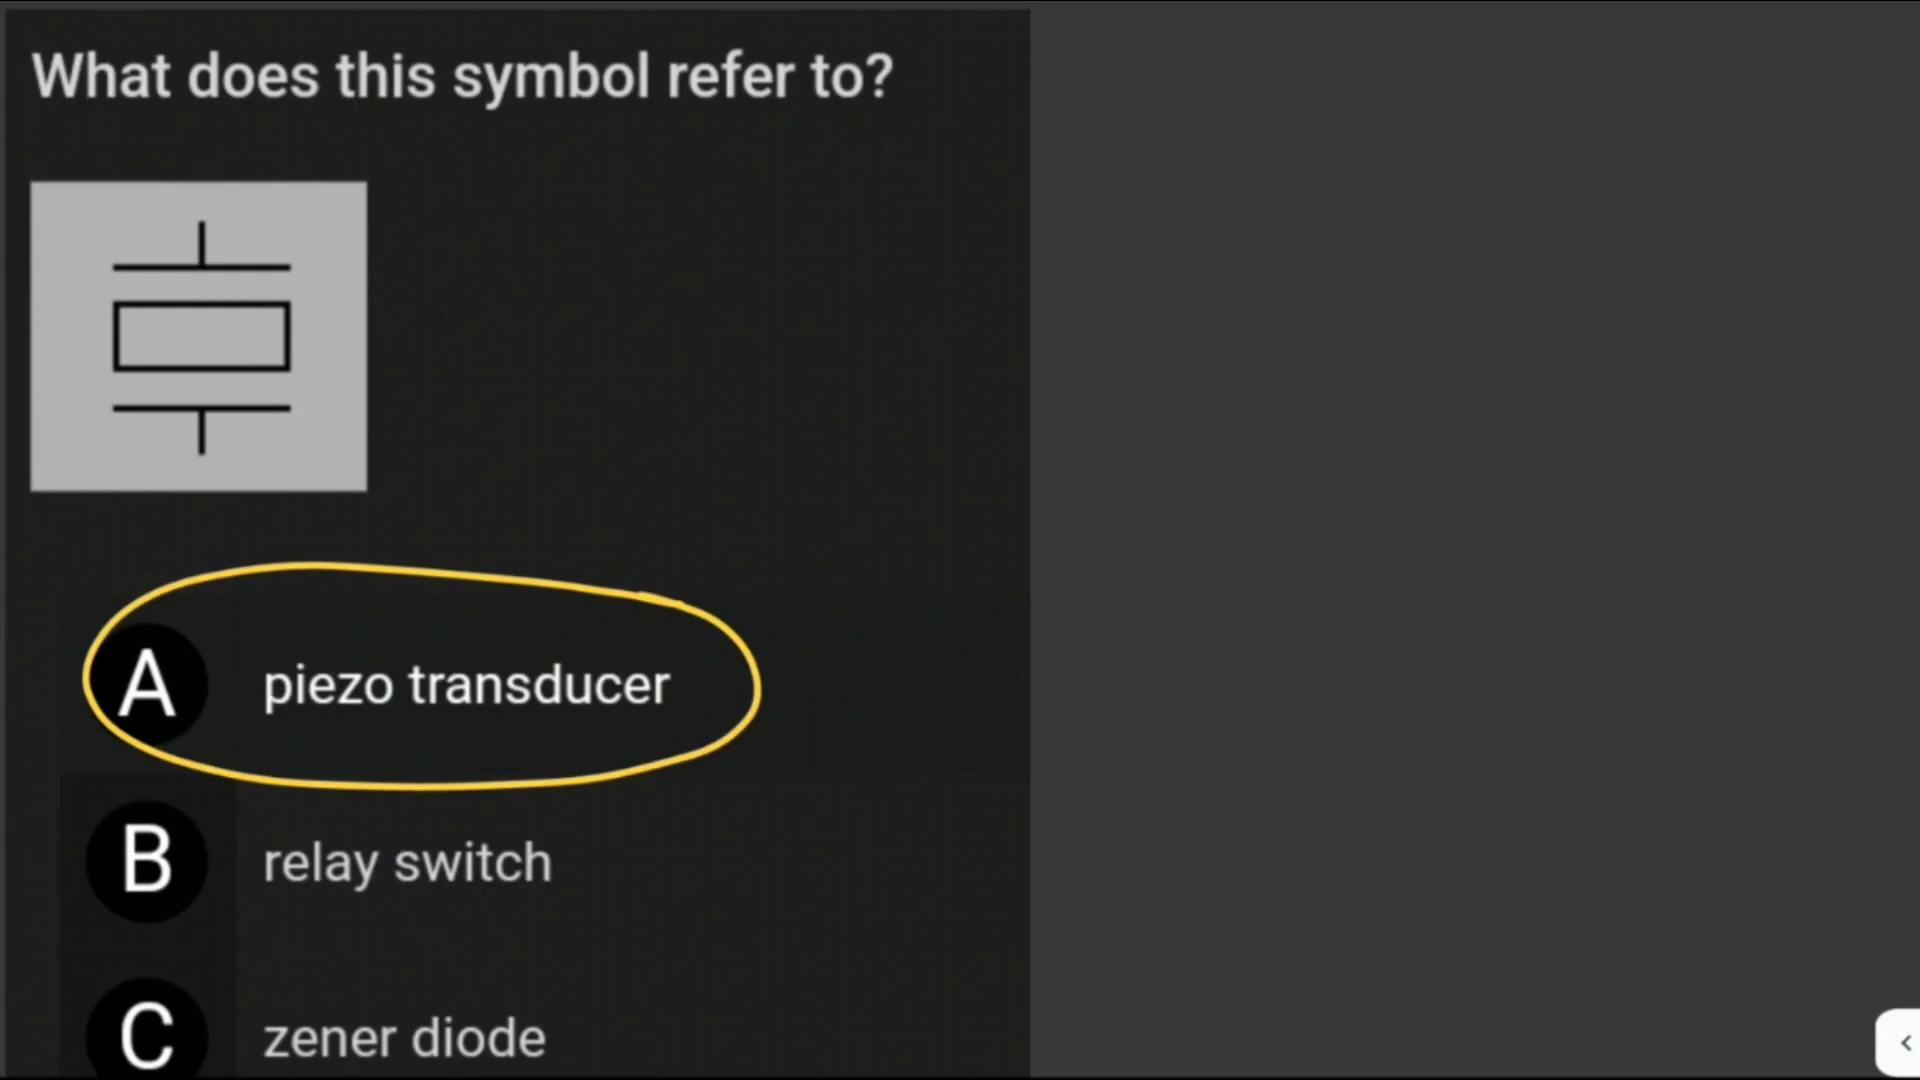 What does this symbol refer to?
A piezo transducer
B relay switch
C zener diode